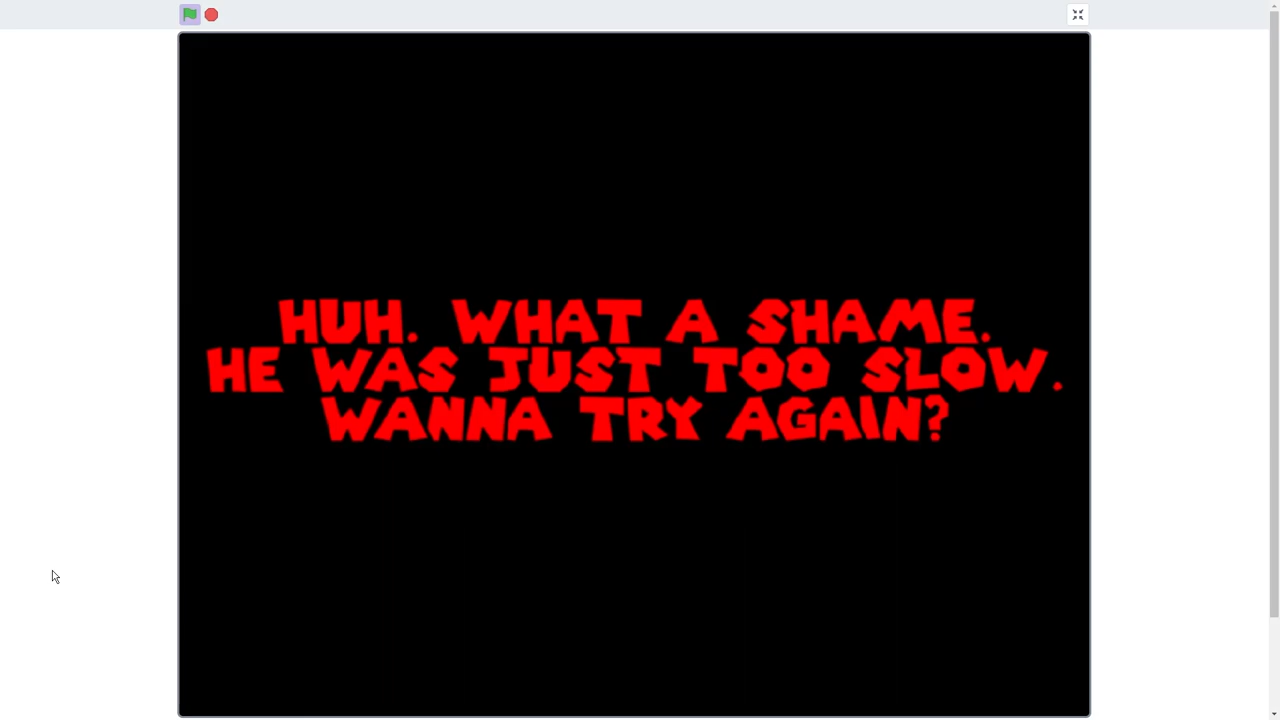 HUH. WHAT A SHAME.
HE WAS JUST TOO SLOW.
WANNA TRY AGAIN?